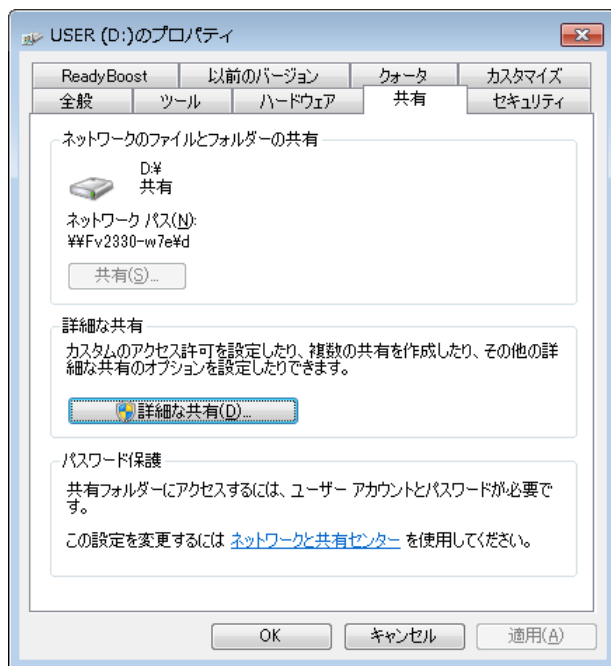 USER (D:)のプロパティ
ReadyBoost 以前のバージョン クォータ カスタマイズ
全般 ツール ハードウェア 共有 セキュリティ
ネットワークのファイルとフォルダーの共有
D:¥
共有
ネットワーク パス(N):
¥¥Fv2330-w7e¥d
共有(S)...
詳細な共有
カスタムのアクセス許可を設定したり、複数の共有を作成したり、その他の詳
細な共有のオプションを設定したりできます。
詳細な共有(D)...
パスワード保護
共有フォルダーにアクセスするには、ユーザー アカウントとパスワードが必要で
す。
この設定を変更するには ネットワークと共有センター を使用してください。
OK キャンセル 適用(A)